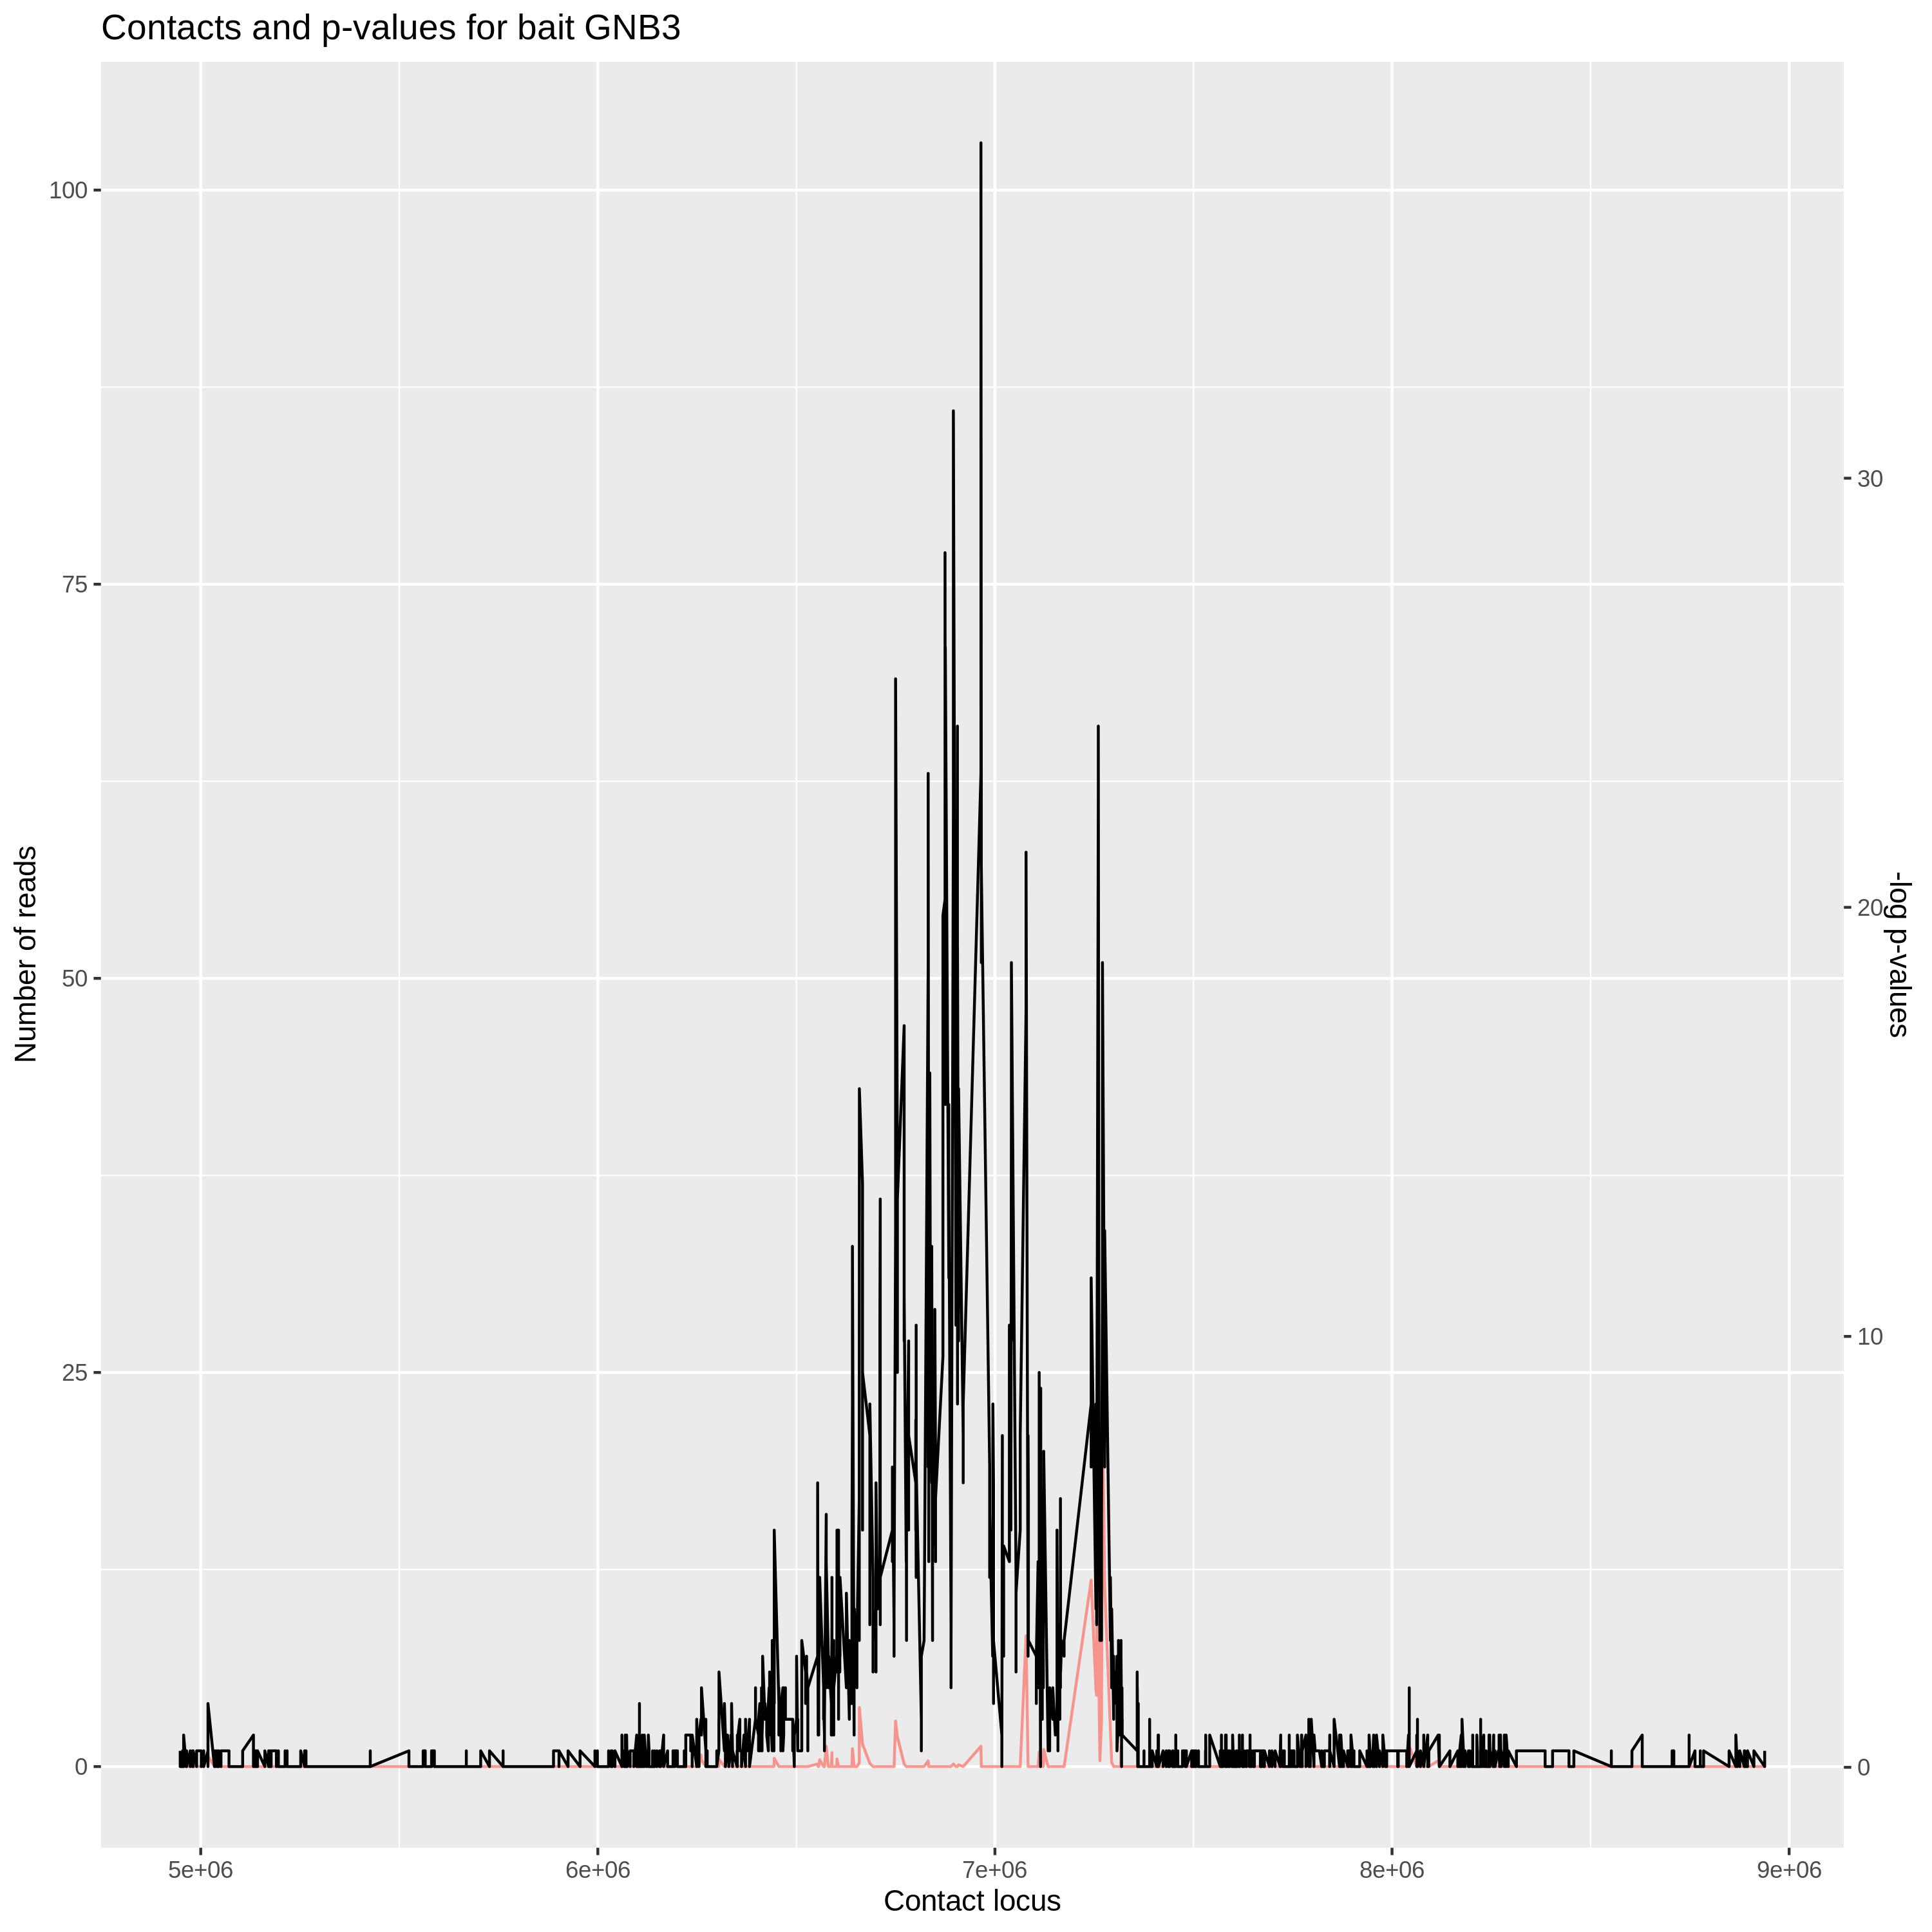 Contacts and p-values for bait GNB3
100
75
50
25
0
Number of reads
30
20
10
0
-log p-values
5e+06
6e+06
7e+06
8e+06
9e+06
Contact locus